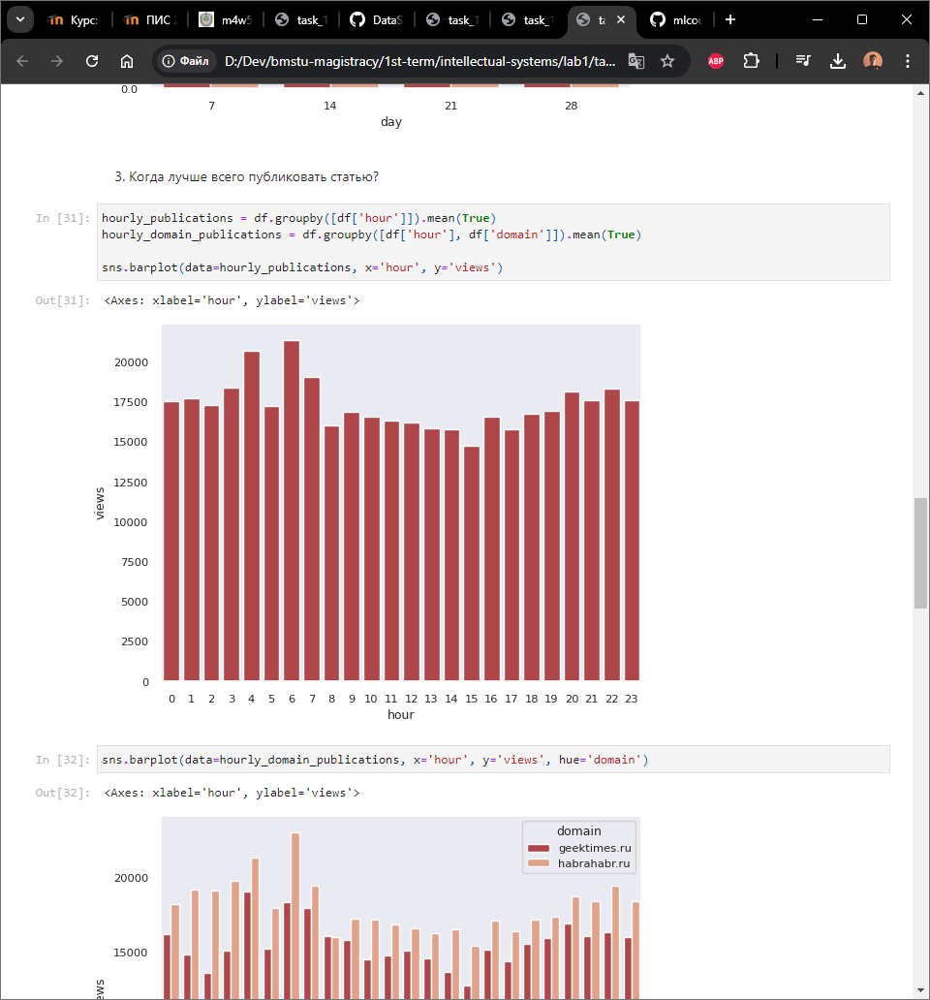 Курс:
ПИС
m4w5
task_1
DataS
task_1
task_1
ta
mlcou
Файл
D:/Dev/bmstu-magistracy/1st-term/intellectual-systems/lab1/ta...
ABP
0.0
7 14 21 28
day
3. Когда лучше всего публиковать статью?
In [31]:
hourly_publications = df.groupby([df['hour']]).mean(True)
hourly_domain_publications = df.groupby([df['hour'], df['domain']]).mean(True)
sns.barplot(data=hourly_publications, x='hour', y='views')
Out[31]:
<Axes: xlabel='hour', ylabel='views'>
20000
17500
15000
12500
10000
7500
5000
2500
0
views
0 1 2 3 4 5 6 7 8 9 10 11 12 13 14 15 16 17 18 19 20 21 22 23
hour
In [32]:
sns.barplot(data=hourly_domain_publications, x='hour', y='views', hue='domain')
Out[32]:
<Axes: xlabel='hour', ylabel='views'>
domain
geektimes.ru
habrahabr.ru
20000
15000
ws